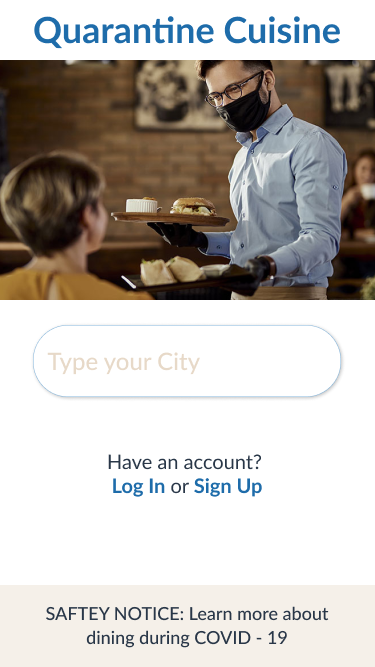 Quarantine Cuisine
Type your City
Have an account?
Log In or Sign Up
SAFTEY NOTICE: Learn more about
dining during COVID - 19